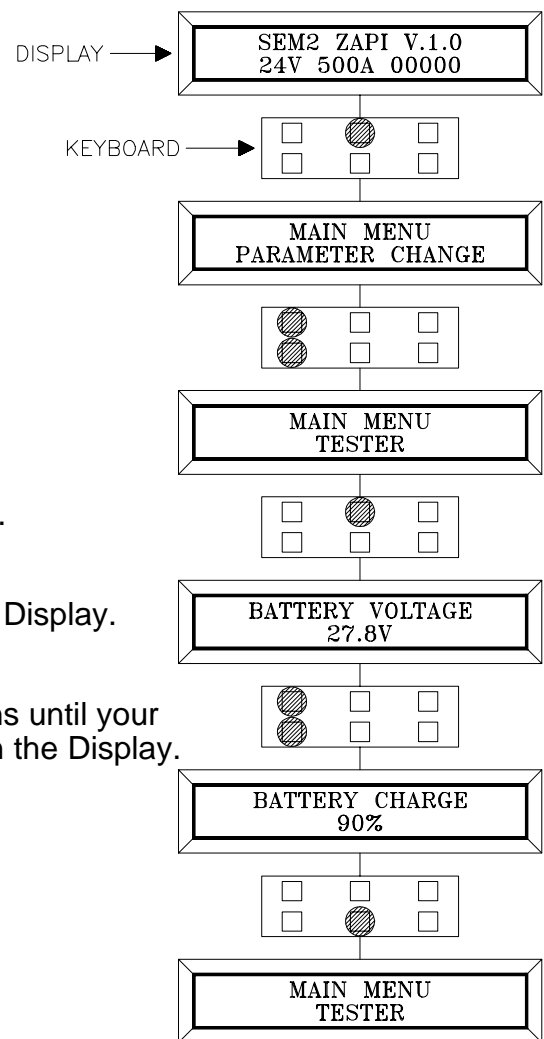 DISPLAY
SEM2 ZAPI V.1.0
24V 500A 00000
KEYBOARD
MAIN MENU
PARAMETER CHANGE
MAIN MENU
TESTER
.
BATTERY VOLTAGE
27.8V
Display.
ns until your
n the Display.
BATTERY CHARGE
90%
MAIN MENU
TESTER